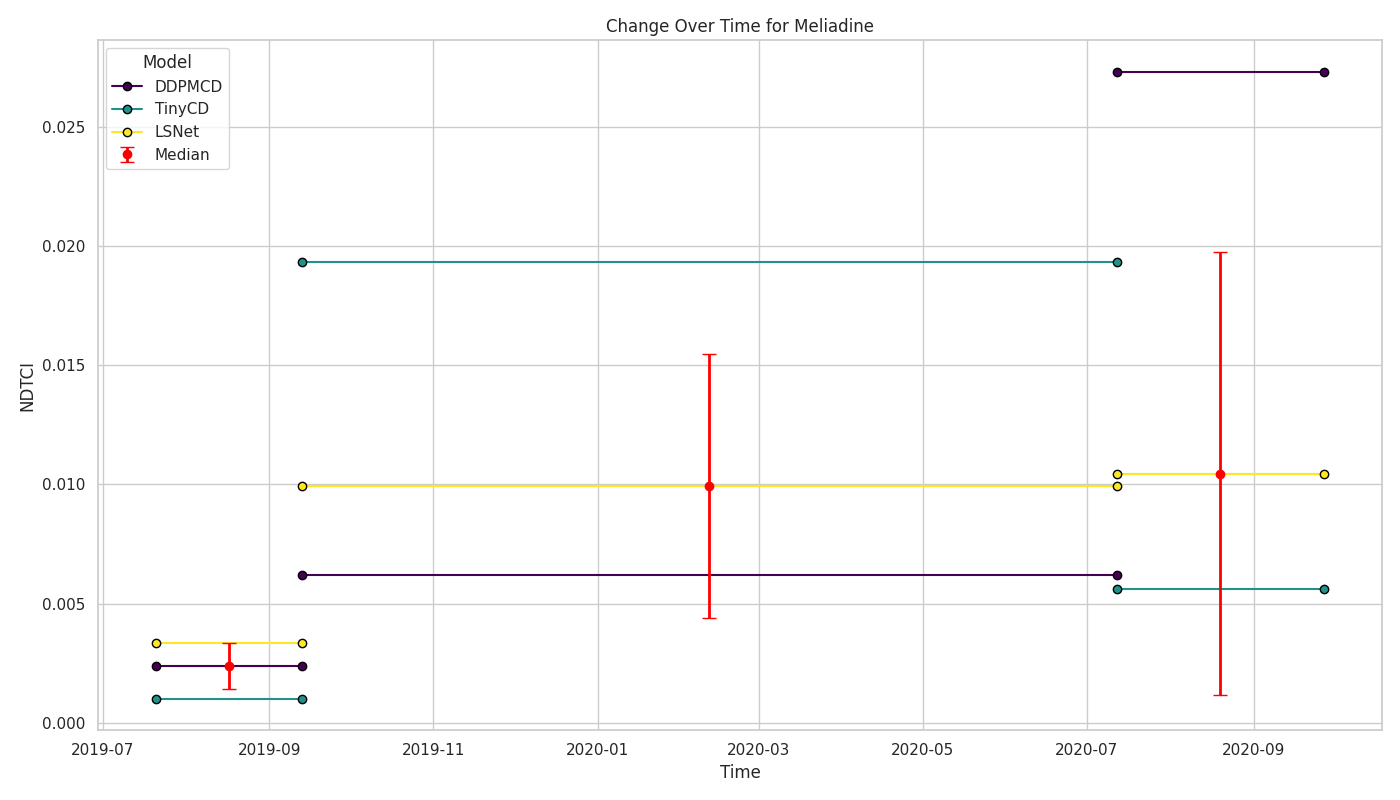 Change Over Time for Meliadine
Model
DDPMCD
TinyCD
LSNet
Median
NDTCI
0.025
0.020
0.015
0.010
0.005
0.000
2019-07 2019-09 2019-11 2020-01 2020-03 2020-05 2020-07 2020-09
Time